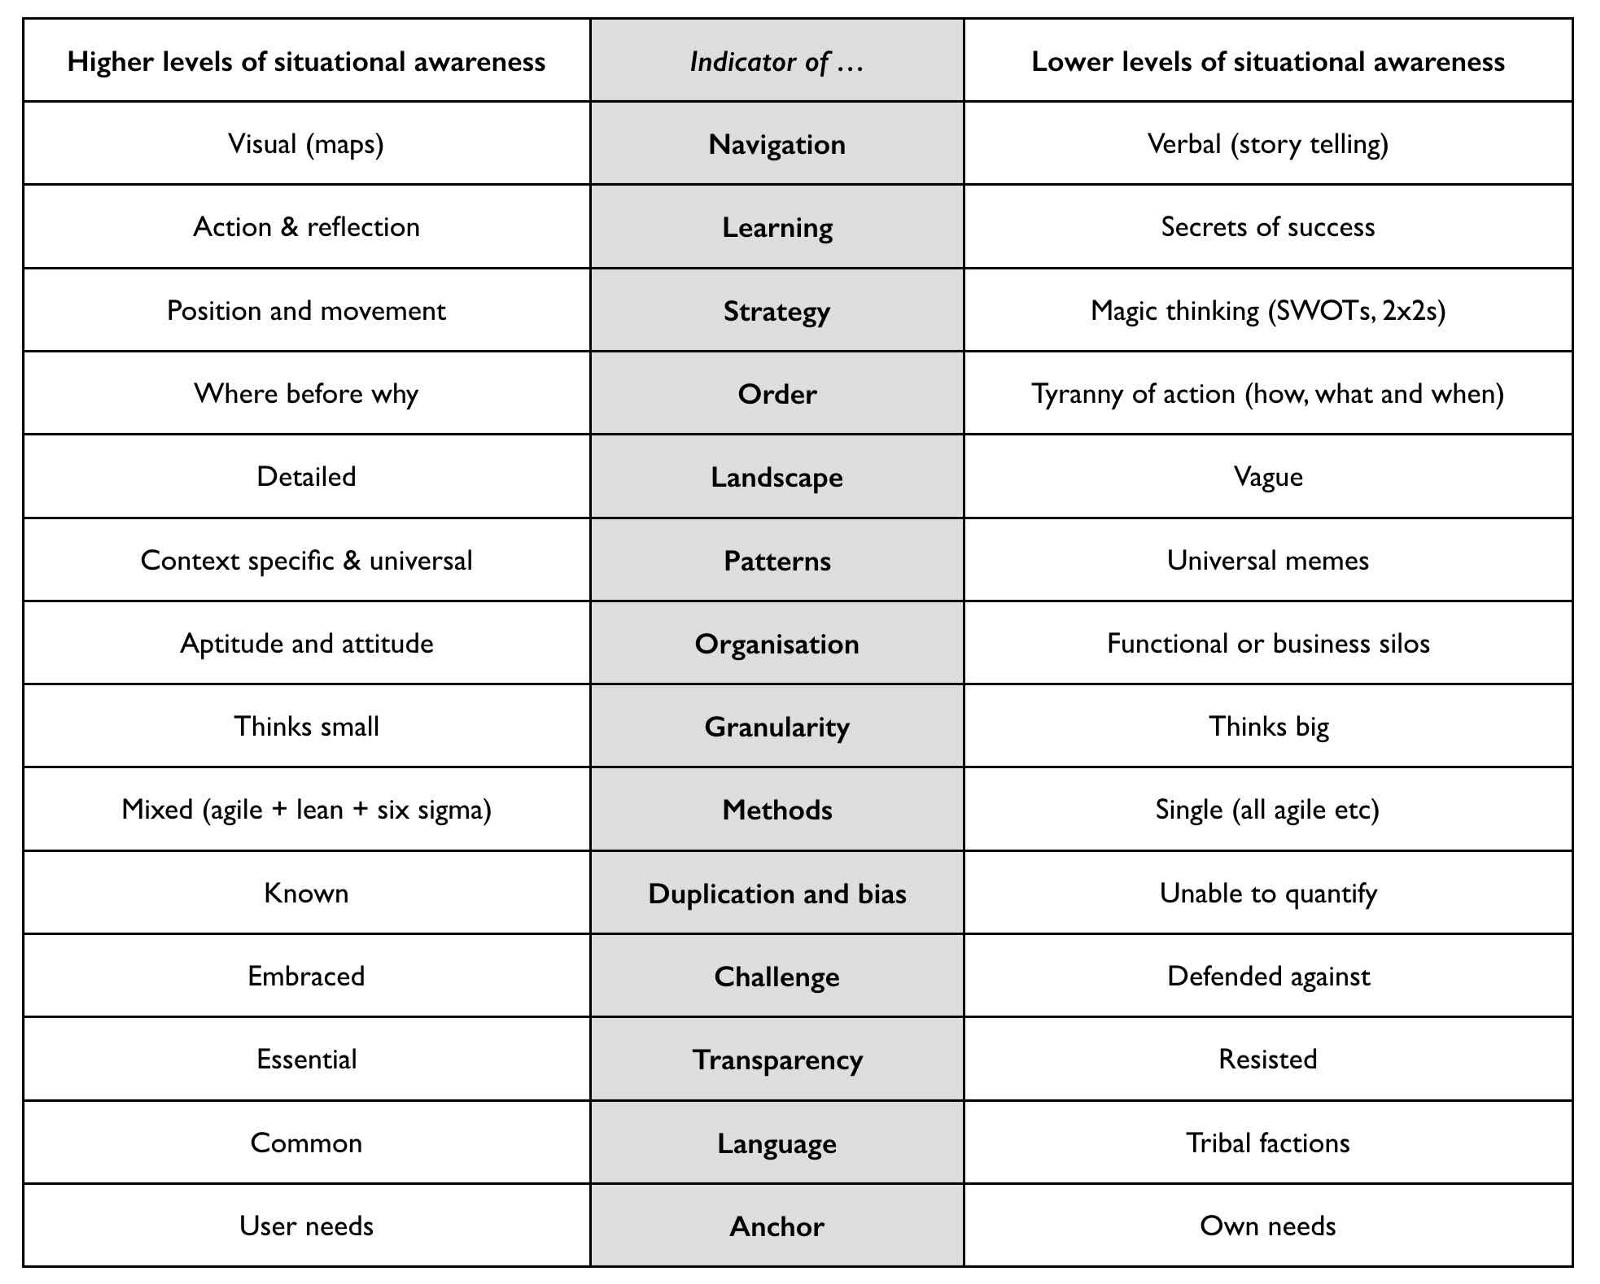 Higher levels of situational awareness Indicator of … Lower levels of situational awareness
Visual (maps) Navigation Verbal (story telling)
Action & reflection Learning Secrets of success
Position and movement Strategy Magic thinking (SWOTs, 2x2s)
Where before why Order Tyranny of action (how, what and when)
Detailed Landscape Vague
Context specific & universal Patterns Universal memes
Aptitude and attitude Organisation Functional or business silos
Thinks small Granularity Thinks big
Mixed (agile + lean + six sigma) Methods Single (all agile etc)
Known Duplication and bias Unable to quantify
Embraced Challenge Defended against
Essential Transparency Resisted
Common Language Tribal factions
User needs Anchor Own needs